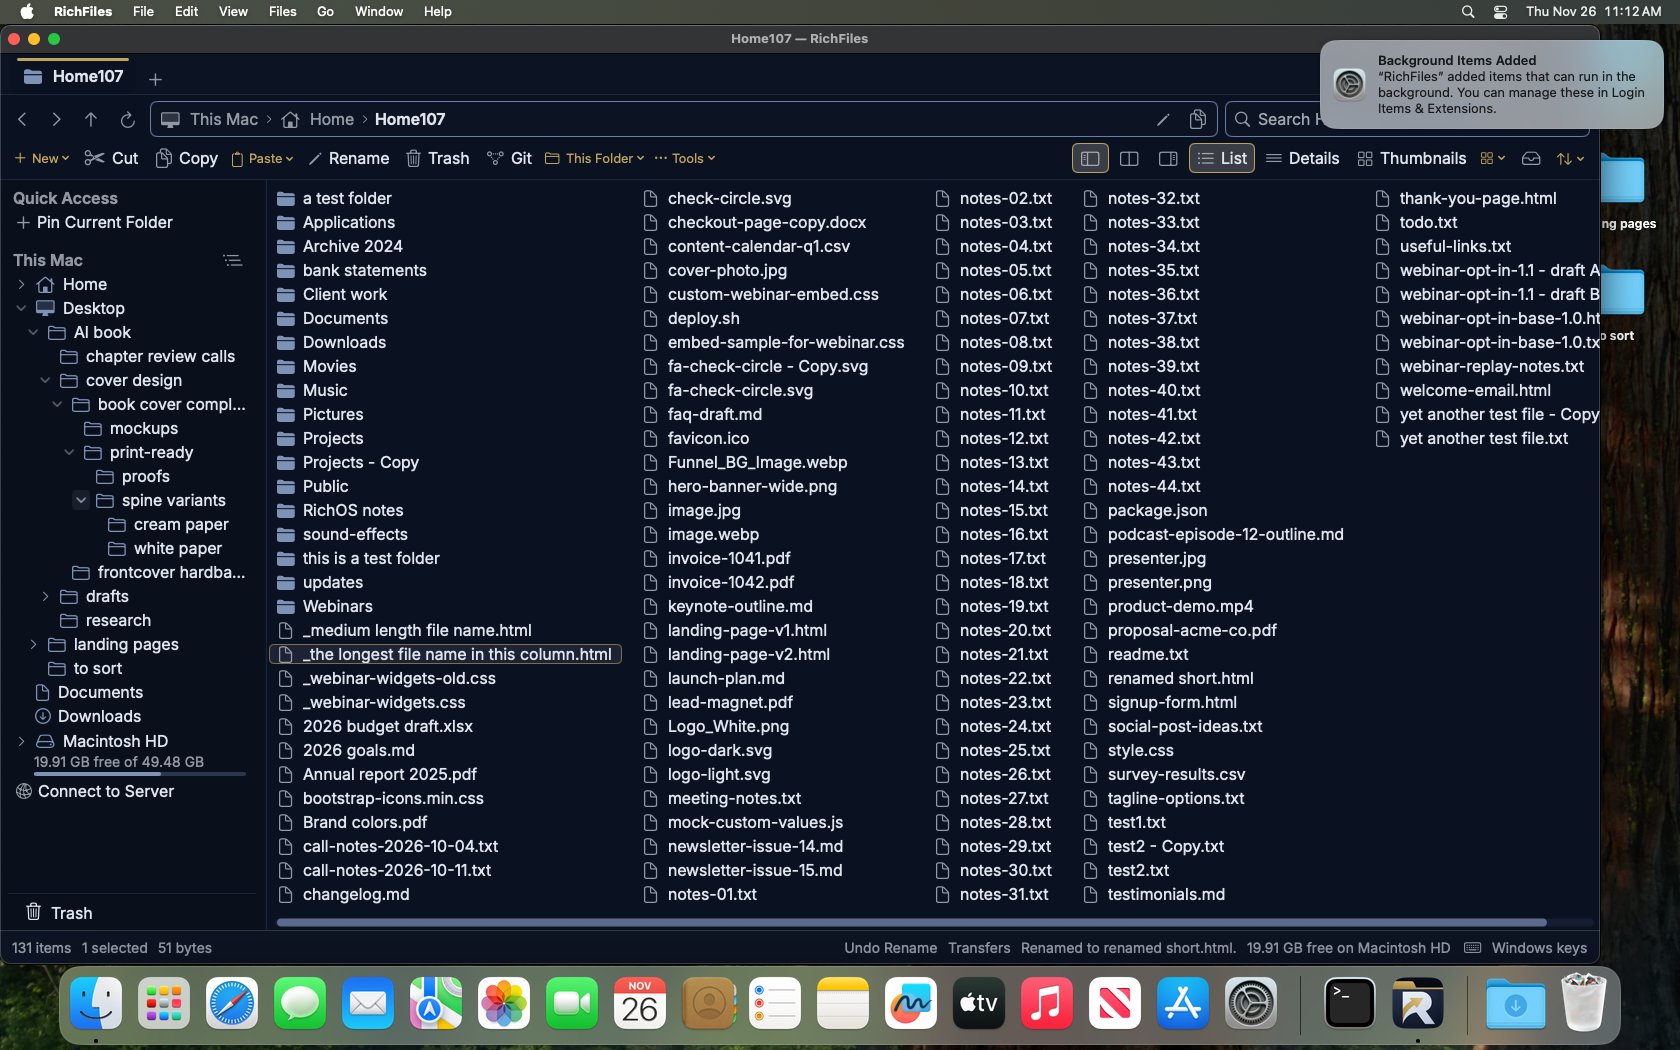 RichFiles File Edit View Files Go Window Help Thu Nov 26 11:12 AM
Home107 — RichFiles
Background Items Added
"RichFiles" added items that can run in the background. You can manage these in Login Items & Extensions.
Home107
This Mac Home Home107 Search
New Cut Copy Paste Rename Trash Git This Folder Tools List Details Thumbnails
Quick Access
Pin Current Folder
This Mac
Home
Desktop
AI book
chapter review calls
cover design
book cover compl...
mockups
print-ready
proofs
spine variants
cream paper
white paper
frontcover hardba...
drafts
research
landing pages
to sort
Documents
Downloads
Macintosh HD
19.91 GB free of 49.48 GB
Connect to Server
Trash
a test folder
Applications
Archive 2024
bank statements
Client work
Documents
Downloads
Movies
Music
Pictures
Projects
Projects - Copy
Public
RichOS notes
sound-effects
this is a test folder
updates
Webinars
_medium length file name.html
_the longest file name in this column.html
_webinar-widgets-old.css
_webinar-widgets.css
2026 budget draft.xlsx
2026 goals.md
Annual report 2025.pdf
bootstrap-icons.min.css
Brand colors.pdf
call-notes-2026-10-04.txt
call-notes-2026-10-11.txt
changelog.md
check-circle.svg
checkout-page-copy.docx
content-calendar-q1.csv
cover-photo.jpg
custom-webinar-embed.css
deploy.sh
embed-sample-for-webinar.css
fa-check-circle - Copy.svg
fa-check-circle.svg
faq-draft.md
favicon.ico
Funnel_BG_Image.webp
hero-banner-wide.png
image.jpg
image.webp
invoice-1041.pdf
invoice-1042.pdf
keynote-outline.md
landing-page-v1.html
landing-page-v2.html
launch-plan.md
lead-magnet.pdf
Logo_White.png
logo-dark.svg
logo-light.svg
meeting-notes.txt
mock-custom-values.js
newsletter-issue-14.md
newsletter-issue-15.md
notes-01.txt
notes-02.txt
notes-03.txt
notes-04.txt
notes-05.txt
notes-06.txt
notes-07.txt
notes-08.txt
notes-09.txt
notes-10.txt
notes-11.txt
notes-12.txt
notes-13.txt
notes-14.txt
notes-15.txt
notes-16.txt
notes-17.txt
notes-18.txt
notes-19.txt
notes-20.txt
notes-21.txt
notes-22.txt
notes-23.txt
notes-24.txt
notes-25.txt
notes-26.txt
notes-27.txt
notes-28.txt
notes-29.txt
notes-30.txt
notes-31.txt
notes-32.txt
notes-33.txt
notes-34.txt
notes-35.txt
notes-36.txt
notes-37.txt
notes-38.txt
notes-39.txt
notes-40.txt
notes-41.txt
notes-42.txt
notes-43.txt
notes-44.txt
package.json
podcast-episode-12-outline.md
presenter.jpg
presenter.png
product-demo.mp4
proposal-acme-co.pdf
readme.txt
renamed short.html
signup-form.html
social-post-ideas.txt
style.css
survey-results.csv
tagline-options.txt
test1.txt
test2 - Copy.txt
test2.txt
testimonials.md
thank-you-page.html
todo.txt
useful-links.txt
webinar-opt-in-1.1 - draft A
webinar-opt-in-1.1 - draft B
webinar-opt-in-base-1.0.ht
webinar-opt-in-base-1.0.tx
webinar-replay-notes.txt
welcome-email.html
yet another test file - Copy
yet another test file.txt
ng pages
o sort
131 items 1 selected 51 bytes Undo Rename Transfers Renamed to renamed short.html. 19.91 GB free on Macintosh HD Windows keys
NOV
26
tv